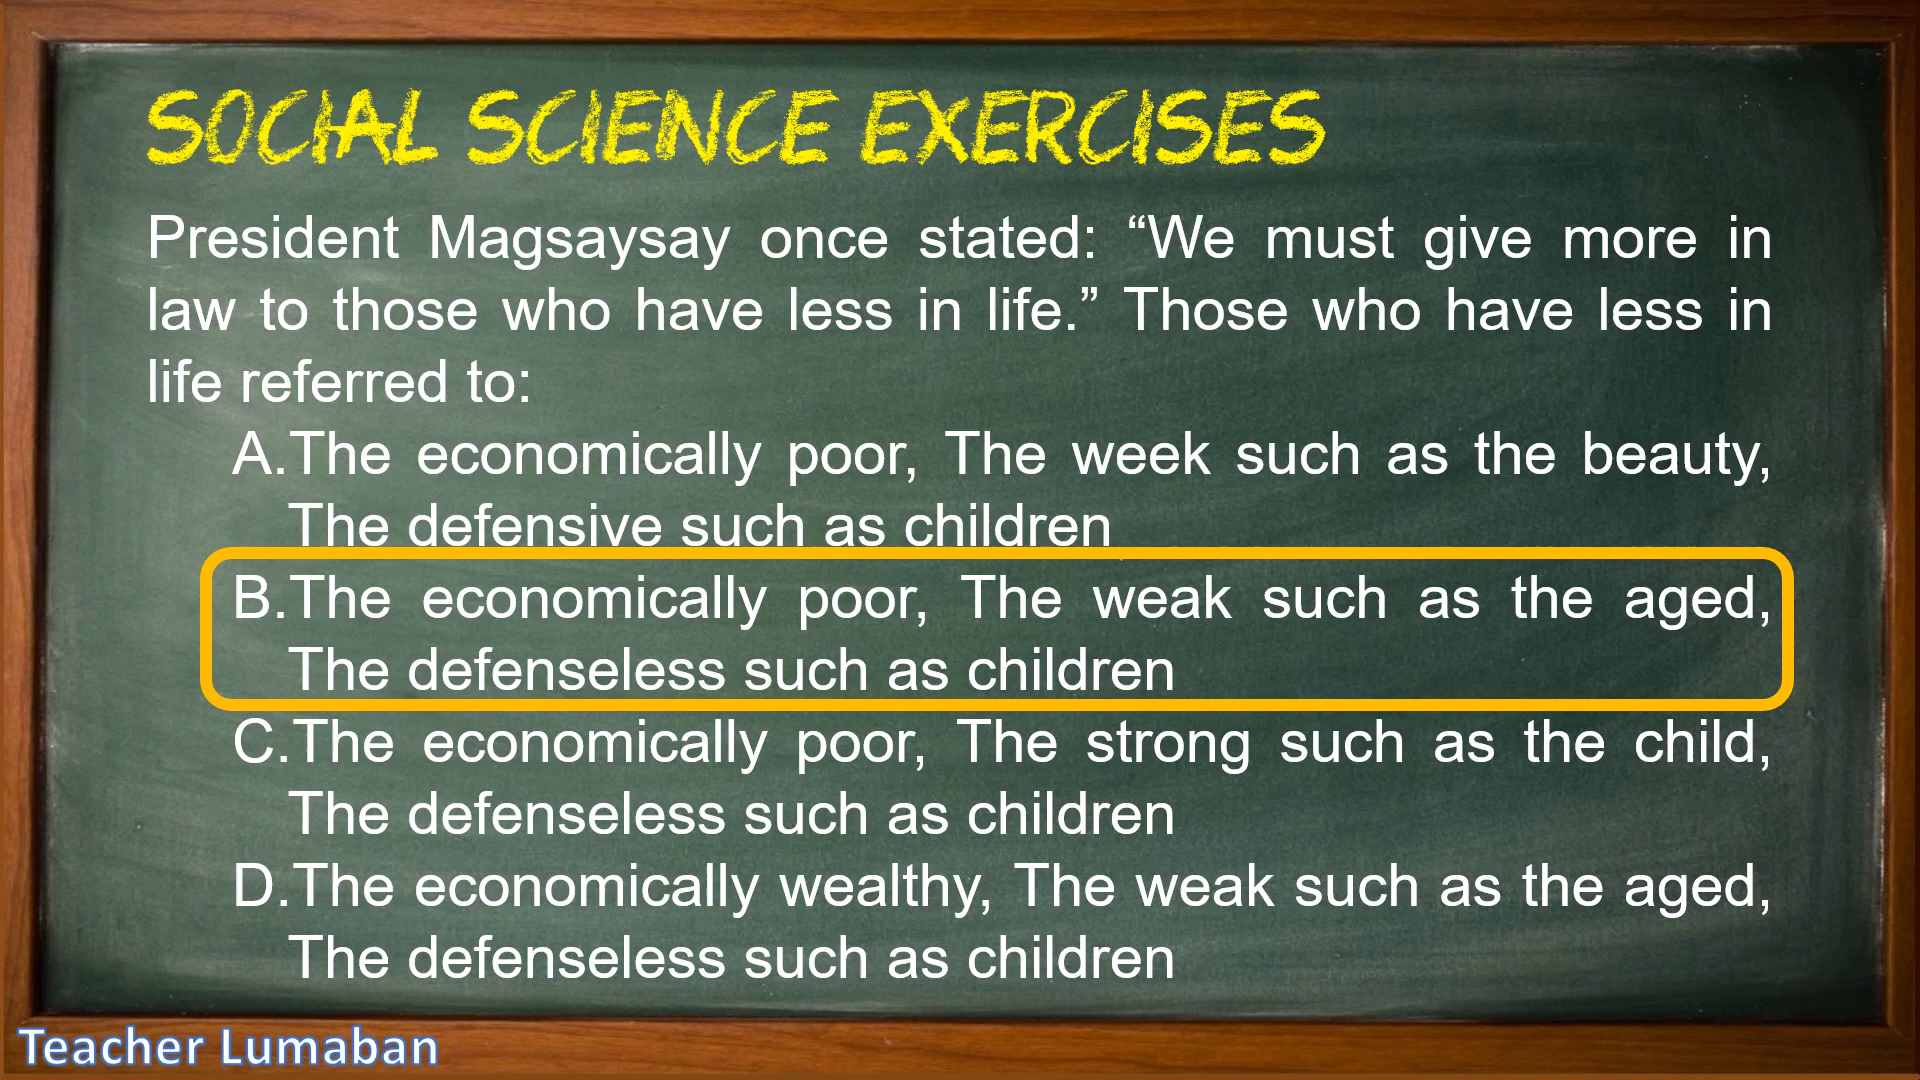 SOCIAL SCIENCE EXERCISES
President Magsaysay once stated: “We must give more in
law to those who have less in life.” Those who have less in
life referred to:
A.The economically poor, The week such as the beauty,
The defensive such as children
B.The economically poor, The weak such as the aged,
The defenseless such as children
C.The economically poor, The strong such as the child,
The defenseless such as children
D.The economically wealthy, The weak such as the aged,
The defenseless such as children
Teacher Lumaban